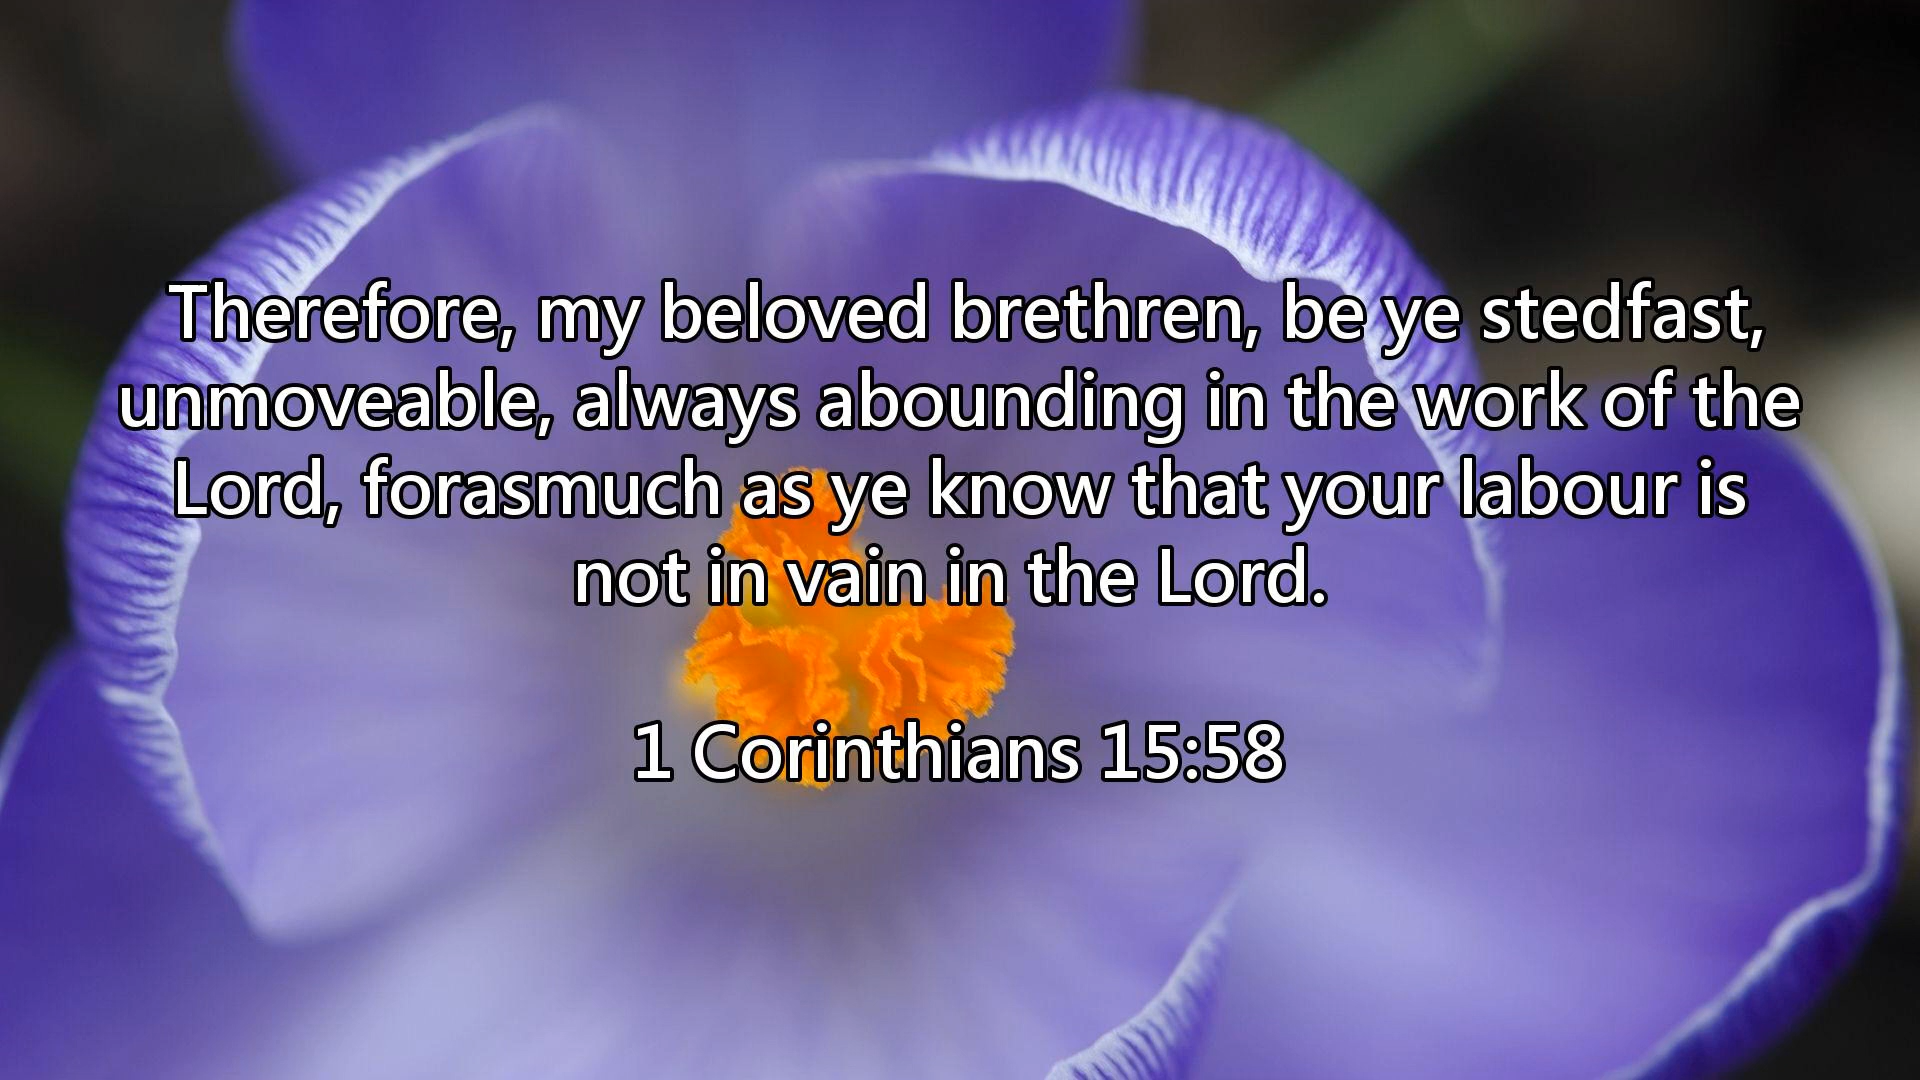 Therefore, my beloved brethren, be ye stedfast,
unmoveable, always abounding in the work of the
Lord, forasmuch as ye know that your labour is
not in vain in the Lord.
1 Corinthians 15:58